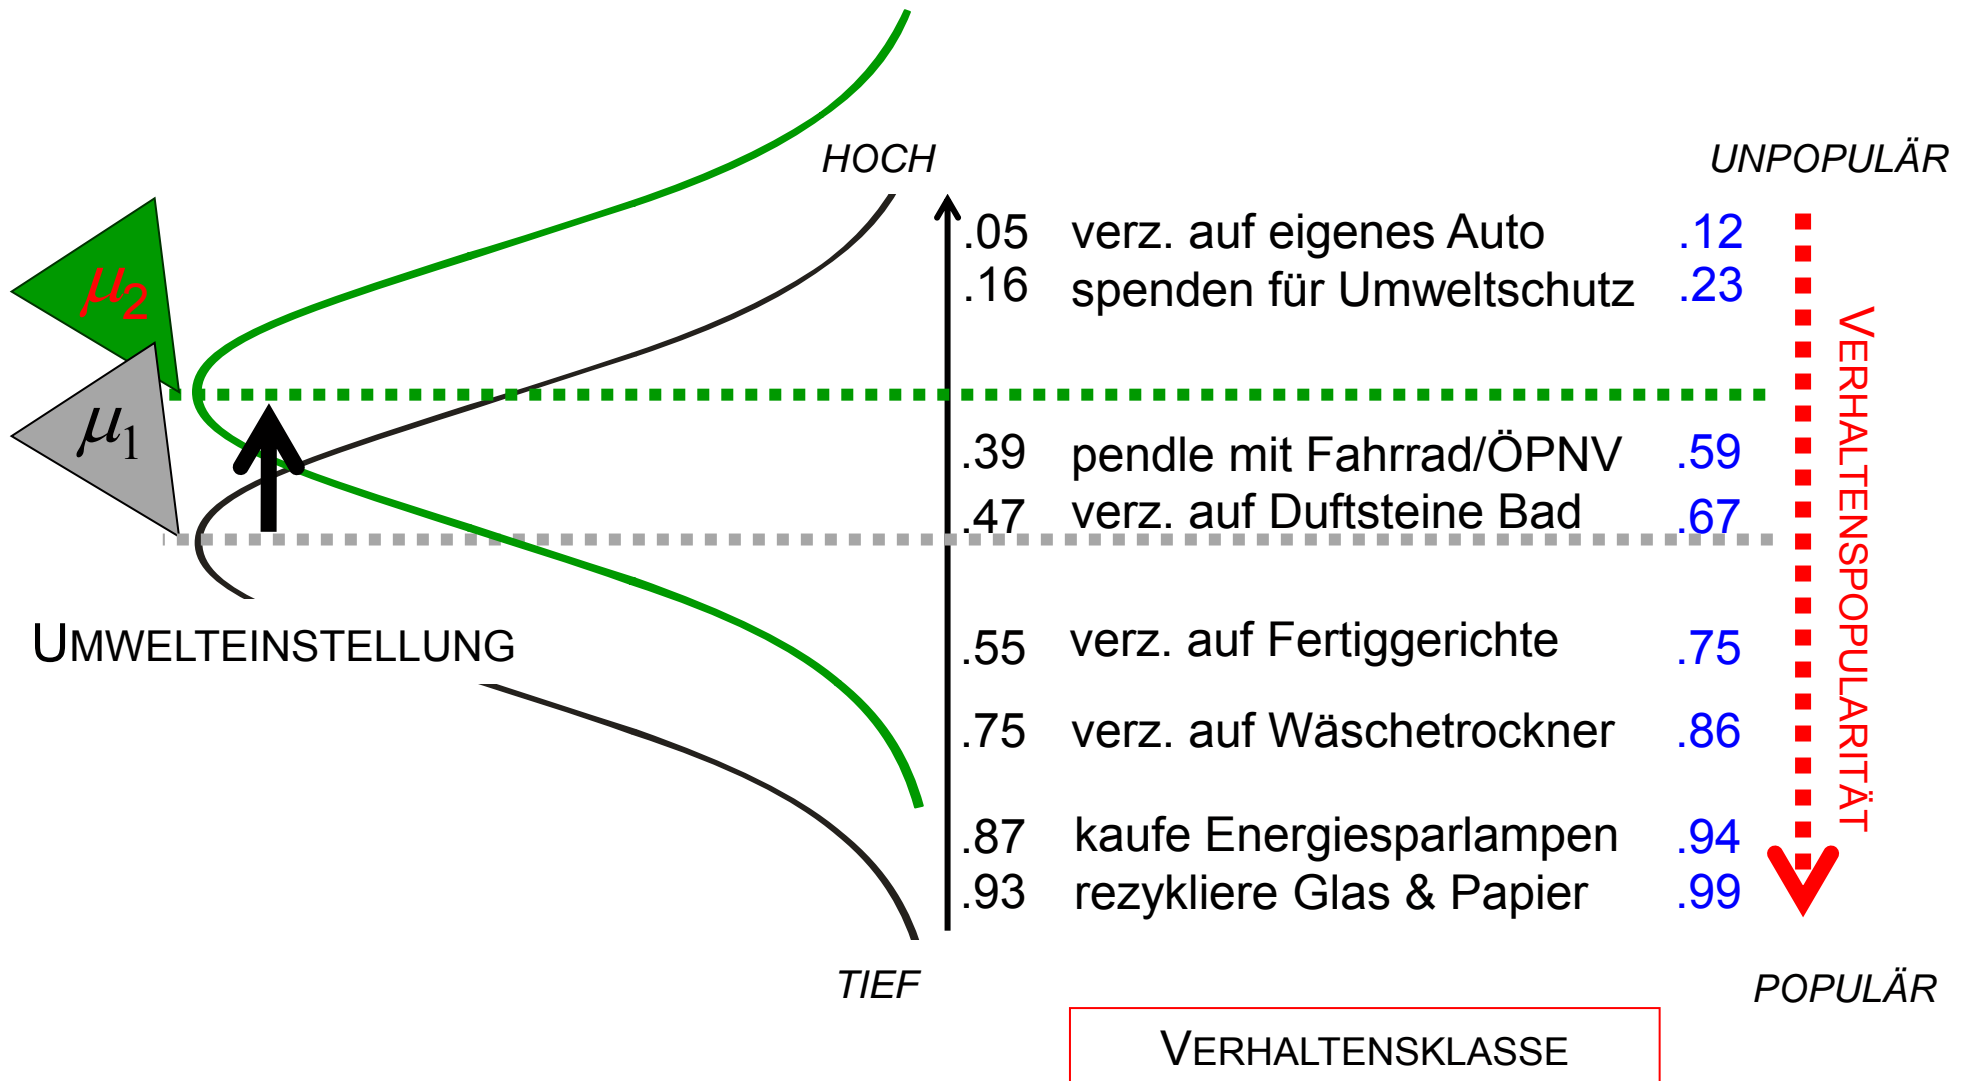 HOCH
UNPOPULÄR
.05 verz. auf eigenes Auto .12
.16 spenden für Umweltschutz .23
μ2
μ1
.39 pendle mit Fahrrad/ÖPNV .59
.47 verz. auf Duftsteine Bad .67
UMWELTEINSTELLUNG
.55 verz. auf Fertiggerichte .75
.75 verz. auf Wäschetrockner .86
.87 kaufe Energiesparlampen .94
.93 rezykliere Glas & Papier .99
VERHALTENSPOPULARITÄT
TIEF
POPULÄR
VERHALTENSKLASSE